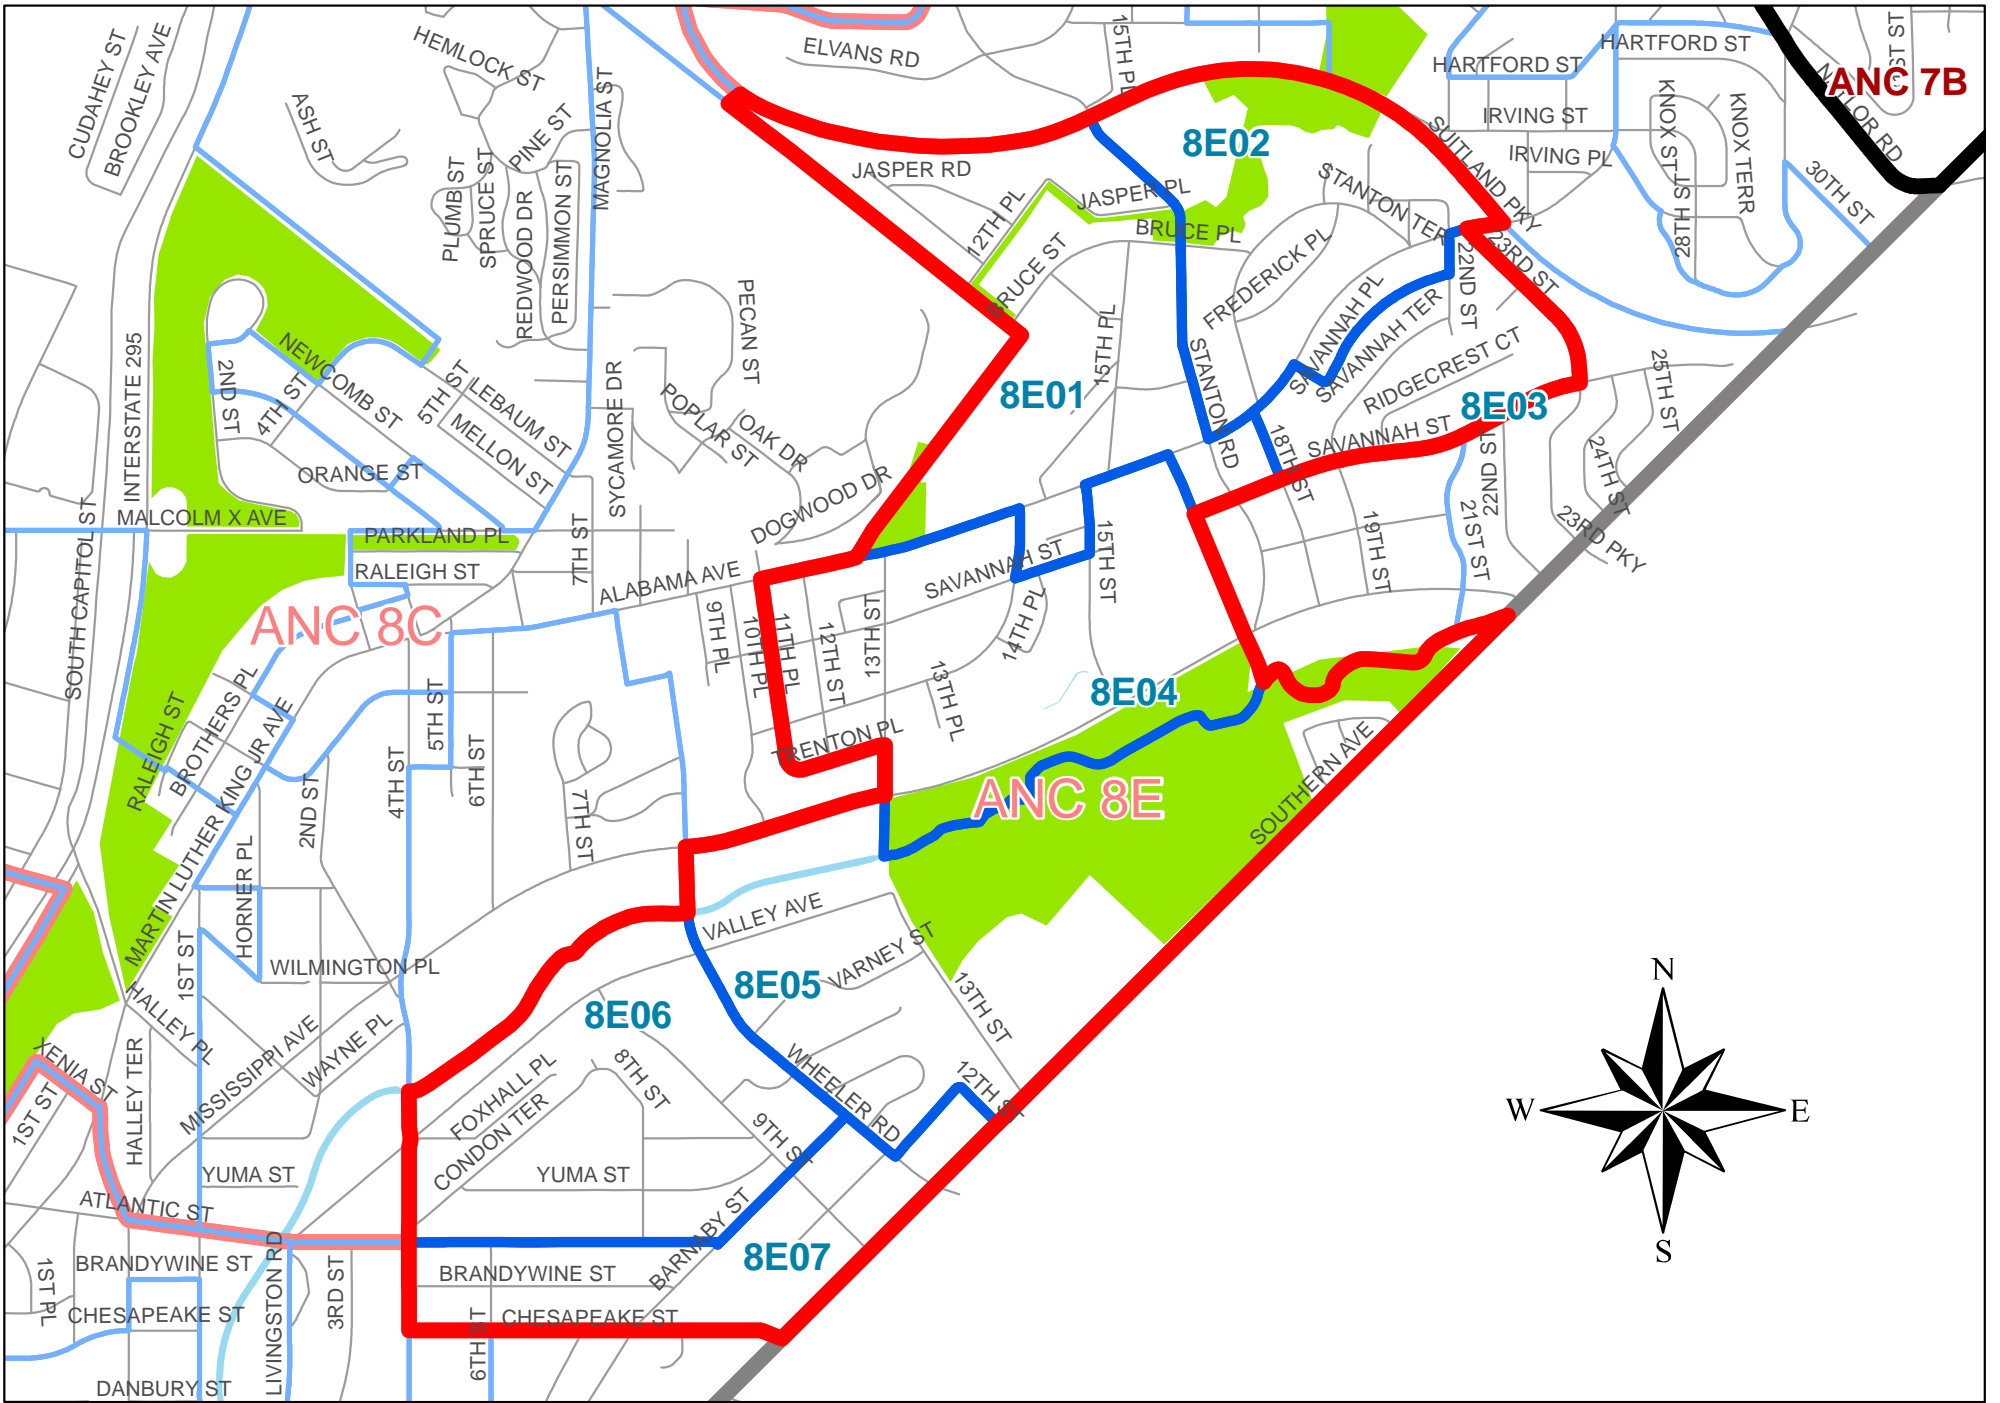 CUDAHEY ST
BROOKLEY AVE
HEMLOCK ST
ELVANS RD
15TH PL
HARTFORD ST
HARTFORD ST
NAYLOR RD
ANC 7B
ASH ST
PINE ST
MAGNOLIA ST
IRVING ST
KNOX ST
KNOX TERR
8E02
SUITLAND PKY
IRVING PL
PLUMB ST
SPRUCE ST
REDWOOD DR
PERSIMMON ST
JASPER RD
12TH PL
JASPER PL
BRUCE PL
STANTON TER
28TH ST
30TH ST
BRUCE ST
FREDERICK PL
SAVANNAH PL
SAVANNAH TER
22ND ST
23RD ST
INTERSTATE 295
PECAN ST
2ND ST
NEWCOMB ST
4TH ST
5TH ST
LEBAUM ST
MELLON ST
SYCAMORE DR
POPLAR ST
OAK DR
8E01
15TH PL
STANTON RD
RIDGECREST CT
8E03
25TH ST
24TH ST
ORANGE ST
DOGWOOD DR
18TH ST
SAVANNAH ST
22ND ST
SOUTH CAPITOL ST
MALCOLM X AVE
PARKLAND PL
RALEIGH ST
7TH ST
ALABAMA AVE
SAVANNAH ST
15TH ST
19TH ST
21ST ST
23RD PKY
ANC 8C
9TH PL
10TH PL
11TH PL
12TH ST
13TH ST
14TH PL
13TH PL
8E04
RALEIGH ST
BROTHERS PL
MARTIN LUTHER KING JR AVE
5TH ST
TRENTON PL
2ND ST
4TH ST
6TH ST
7TH ST
ANC 8E
SOUTHERN AVE
HORNER PL
1ST ST
WILMINGTON PL
VALLEY AVE
VARNEY ST
8E05
8E06
13TH ST
HALLEY PL
XENIA ST
1ST ST
HALLEY TER
MISSISSIPPI AVE
WAYNE PL
FOXHALL PL
CONDON TER
8TH ST
9TH ST
WHEELER RD
12TH ST
YUMA ST
YUMA ST
ATLANTIC ST
BARNABY ST
8E07
1ST PL
BRANDYWINE ST
LIVINGSTON RD
3RD ST
BRANDYWINE ST
CHESAPEAKE ST
6TH ST
CHESAPEAKE ST
DANBURY ST
N
W
E
S